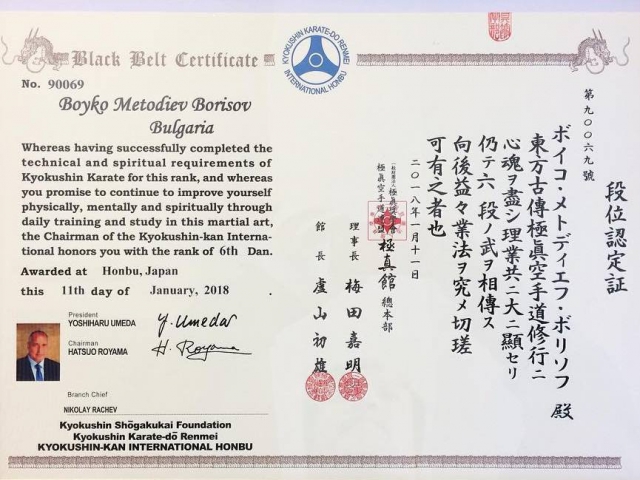 Black Belt Certificate
KYOKUSHIN KARATE-DO RENMEI
INTERNATIONAL HONBU
No. 90069
Boyko Metodiev Borisov
Bulgaria
Whereas having successfully completed the
technical and spiritual requirements of
Kyokushin Karate for this rank, and whereas
you promise to continue to improve yourself
physically, mentally and spiritually through
daily training and study in this martial art,
the Chairman of the Kyokushin-kan Interna-
tional honors you with the rank of 6th Dan.
Awarded at Honbu, Japan
this 11th day of January, 2018 .
President
YOSHIHARU UMEDA
Y. Umeda
Chairman
HATSUO ROYAMA
H. Royama
Branch Chief
NIKOLAY RACHEV
Kyokushin Shōgakukai Foundation
Kyokushin Karate-dō Renmei
KYOKUSHIN-KAN INTERNATIONAL HONBU
段位認定証
第九〇〇六九號
ボイコ・メトディエフ・ボリソフ 殿
東方古傳極眞空手道修行ニ
心魂ヲ盡シ理業共ニ大ニ顯セリ
仍テ六 段ノ武ヲ相傳ス
向後益々業法ヲ究メ切瑳
可有之者也
二〇一八年一月十一日
極真館 總本部
理事長 梅田嘉明
館長 盧山初雄